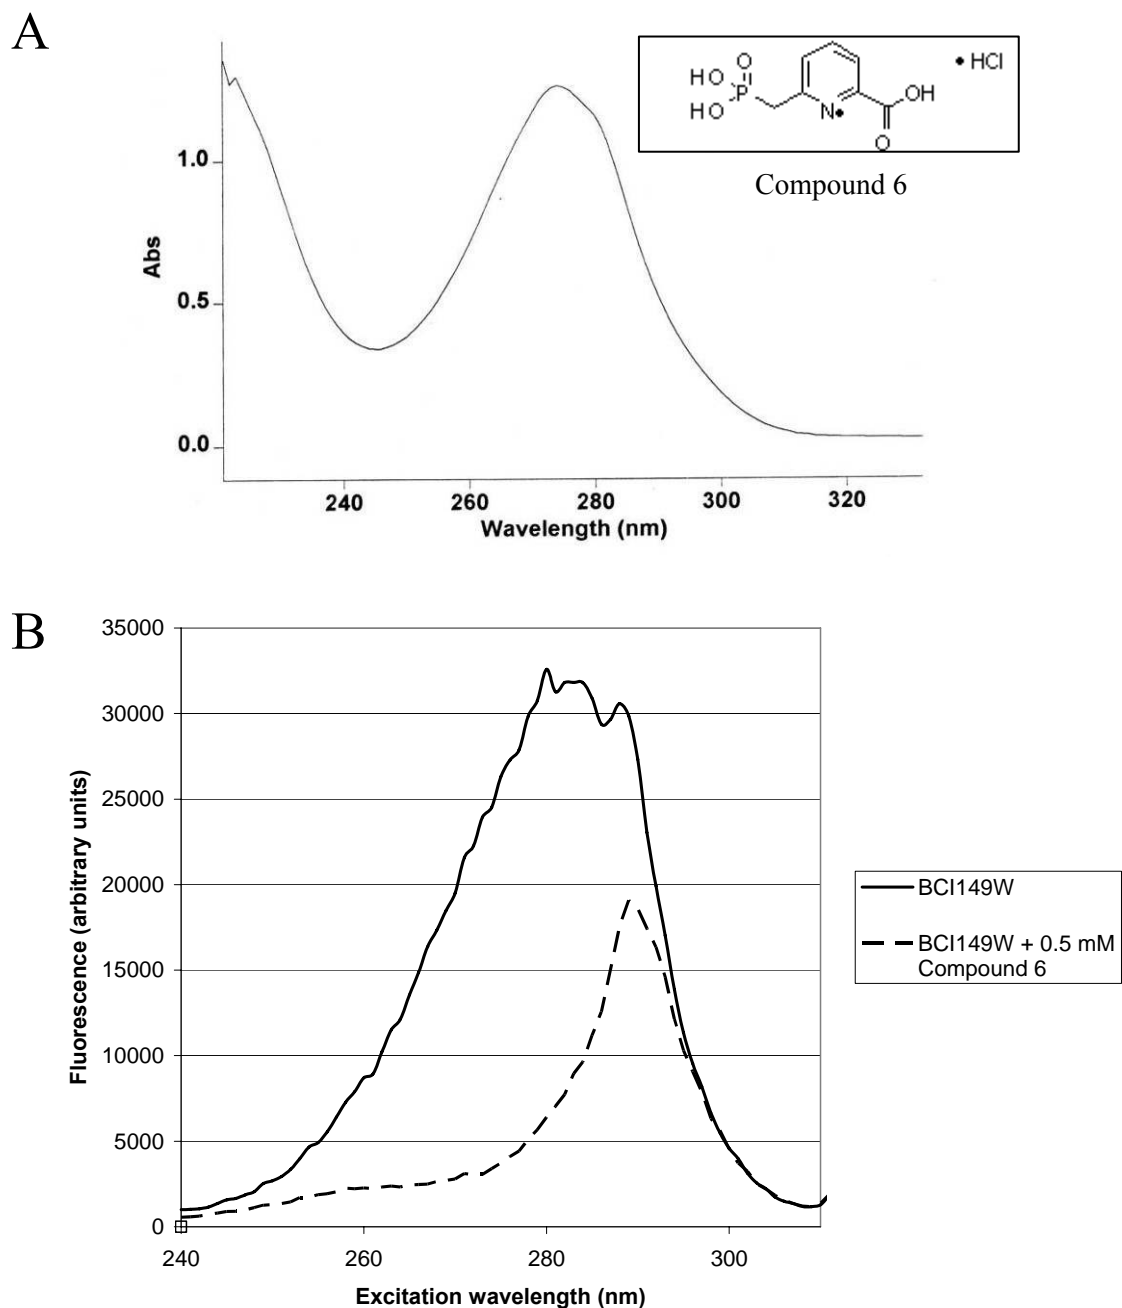 A
HO
O
P
HO
N•
OH
O
• HCl
Compound 6
1.0
0.5
0.0
Abs
240 260 280 300 320
Wavelength (nm)
B
35000
30000
25000
20000
15000
10000
5000
0
Fluorescence (arbitrary units)
240 260 280 300
Excitation wavelength (nm)
BCI149W
BCI149W + 0.5 mM
Compound 6